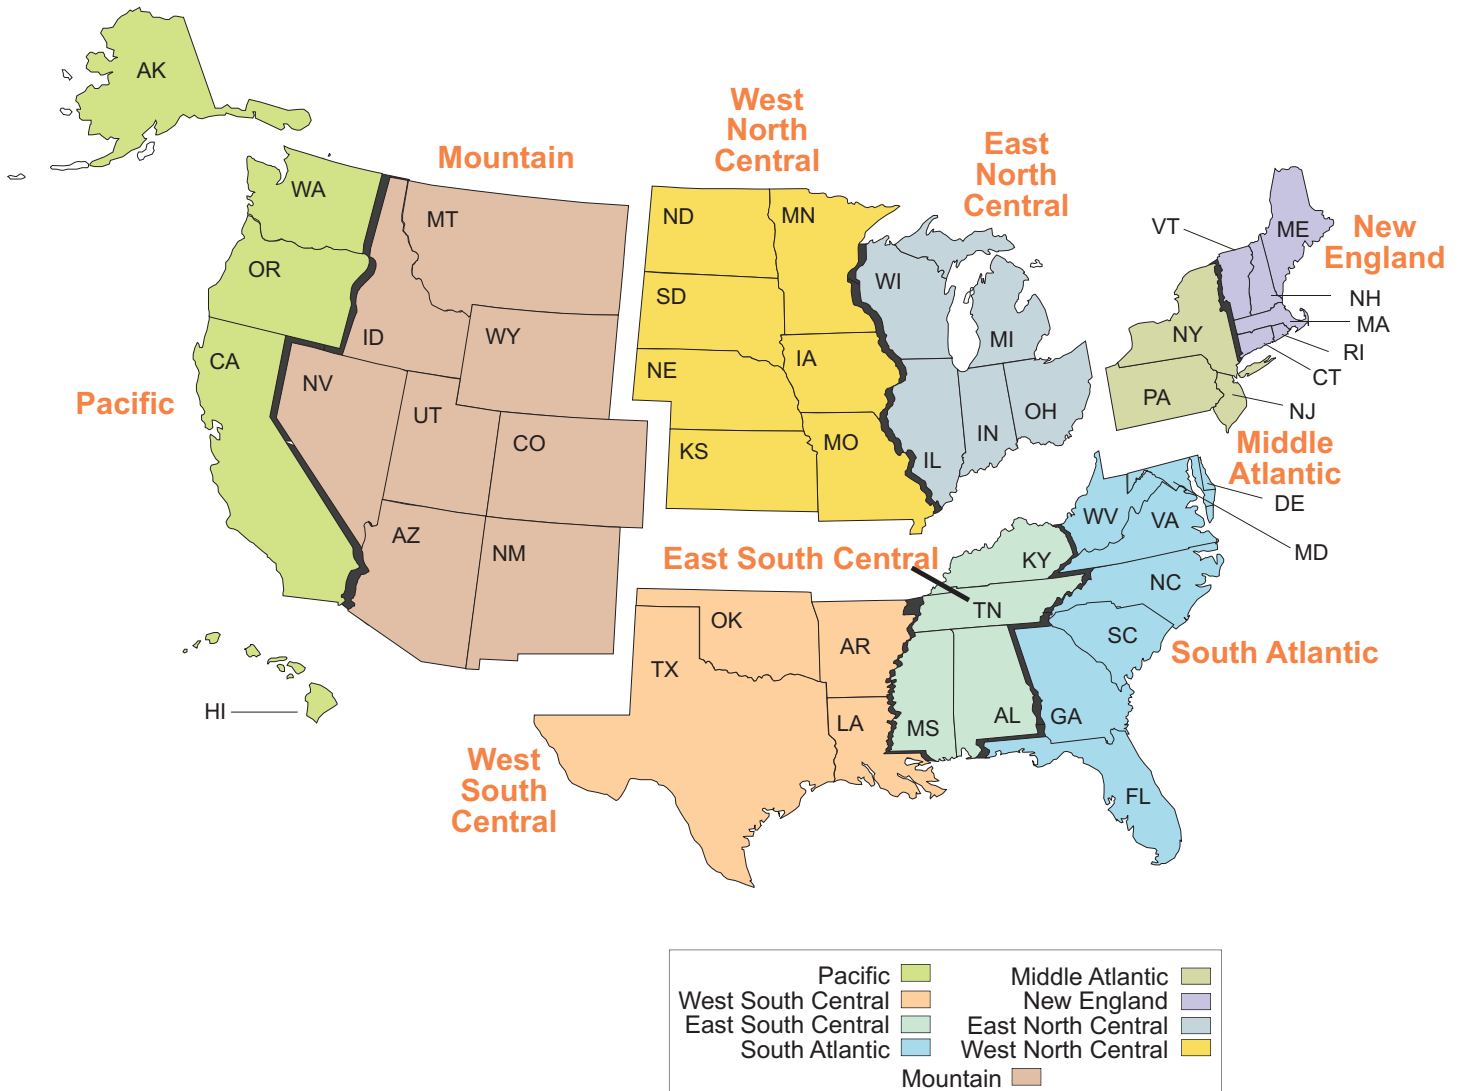 AK
West
North
Central
East
North
Central
Mountain
WA
MT
ND
MN
VT
ME
New
England
OR
SD
WI
NH
MA
ID
WY
MI
NY
RI
CA
NV
NE
IA
CT
Pacific
UT
CO
OH
PA
NJ
KS
MO
IN
IL
Middle
Atlantic
DE
AZ
NM
WV
VA
MD
East South Central
KY
NC
TN
OK
AR
SC
South Atlantic
TX
HI
LA
MS
AL
GA
West
South
Central
FL
Pacific
Middle Atlantic
West South Central
New England
East South Central
East North Central
South Atlantic
West North Central
Mountain